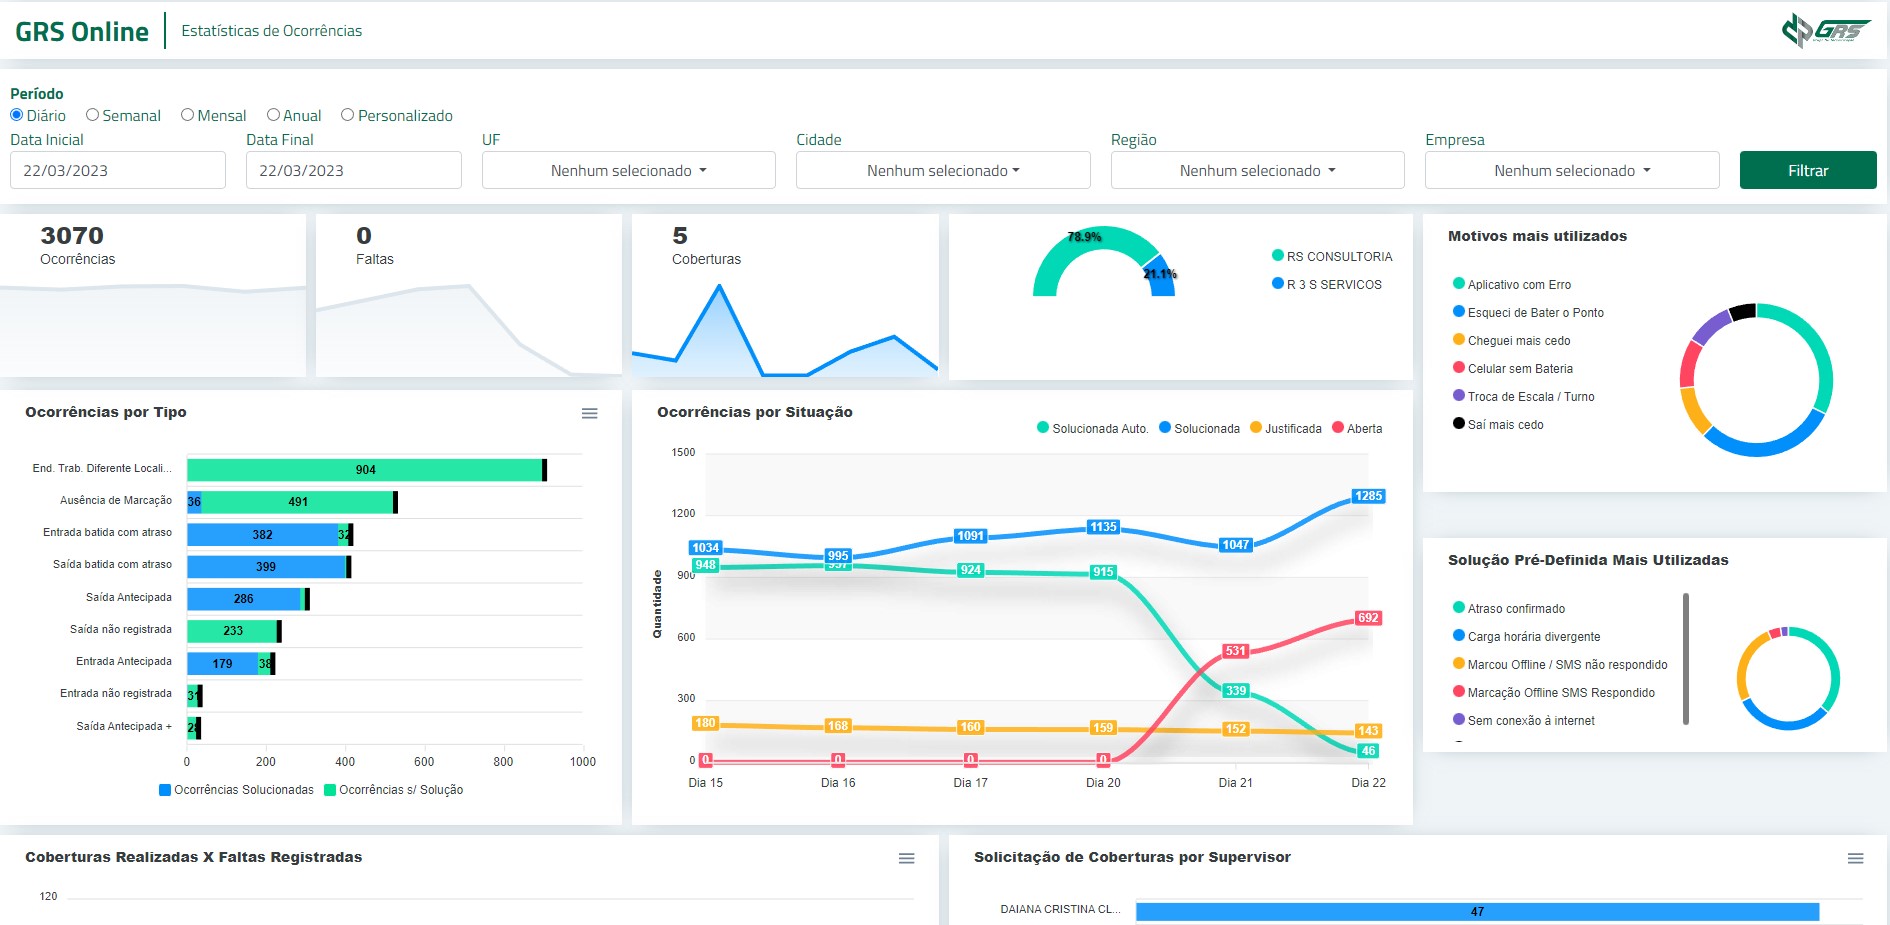 GRS Online
Estatísticas de Ocorrências
GRS
Período
Diário Semanal Mensal Anual Personalizado
Data Inicial Data Final UF Cidade Região Empresa
22/03/2023 22/03/2023 Nenhum selecionado Nenhum selecionado Nenhum selecionado Nenhum selecionado Filtrar
3070
Ocorrências
0
Faltas
5
Coberturas
78.9%
21.1%
RS CONSULTORIA
R 3 S SERVICOS
Motivos mais utilizados
Aplicativo com Erro
Esqueci de Bater o Ponto
Cheguei mais cedo
Celular sem Bateria
Troca de Escala / Turno
Saí mais cedo
Ocorrências por Tipo
End. Trab. Diferente Locali... 904
Ausência de Marcação 36 491
Entrada batida com atraso 382 32
Saída batida com atraso 399
Saída Antecipada 286
Saída não registrada 233
Entrada Antecipada 179 38
Entrada não registrada 31
Saída Antecipada + 28
0 200 400 600 800 1000
Ocorrências Solucionadas Ocorrências s/ Solução
Ocorrências por Situação
Solucionada Auto. Solucionada Justificada Aberta
Quantidade
1500
1200
900
600
300
0
1034 995 1091 1135 1047 1285
948 957 924 915 339 46
180 168 160 159 152 143
0 0 0 0 531 692
Dia 15 Dia 16 Dia 17 Dia 20 Dia 21 Dia 22
Solução Pré-Definida Mais Utilizadas
Atraso confirmado
Carga horária divergente
Marcou Offline / SMS não respondido
Marcação Offline SMS Respondido
Sem conexão á internet
Coberturas Realizadas X Faltas Registradas
120
Solicitação de Coberturas por Supervisor
DAIANA CRISTINA CL... 47